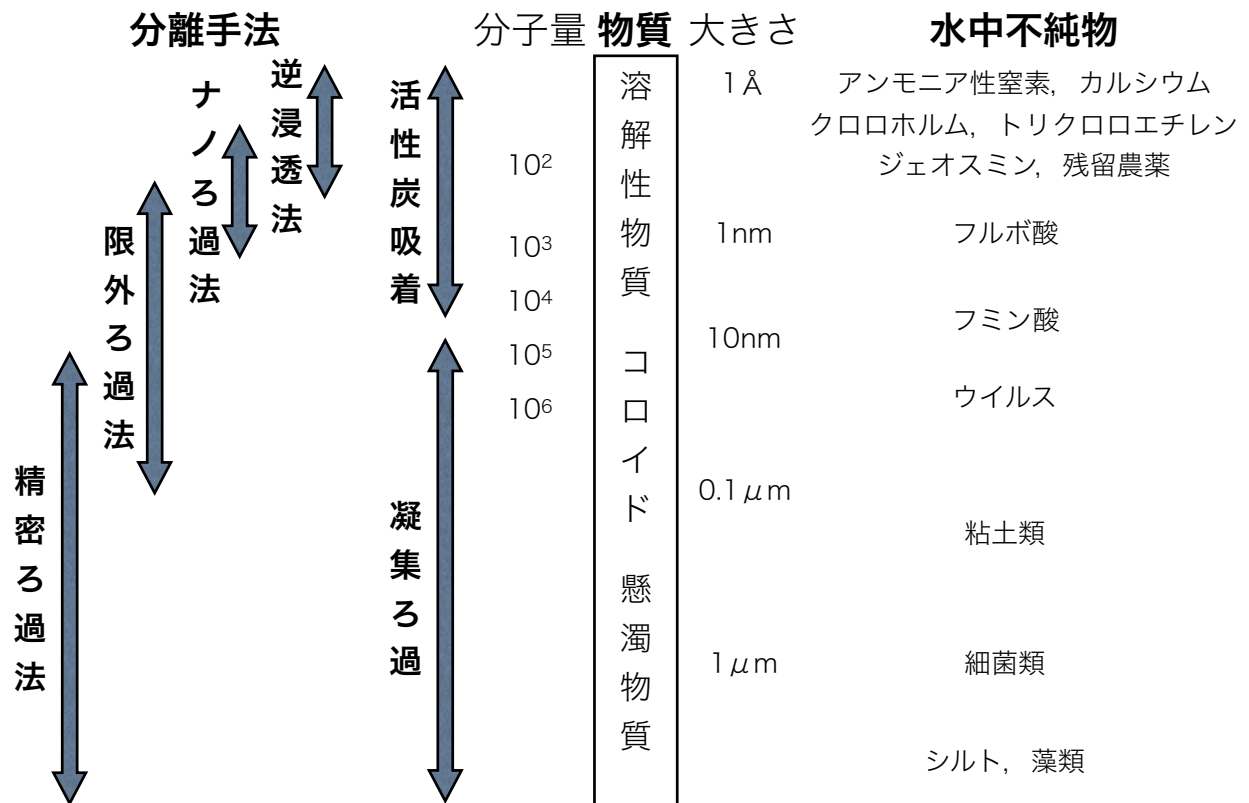 分離手法
分子量 物質 大きさ
水中不純物
逆浸透法
ナノろ過法
限外ろ過法
精密ろ過法
活性炭吸着
凝集ろ過
10²
10³
10⁴
10⁵
10⁶
溶解性物質
コロイド
懸濁物質
1Å
1nm
10nm
0.1μm
1μm
アンモニア性窒素，カルシウム
クロロホルム，トリクロロエチレン
ジェオスミン，残留農薬
フルボ酸
フミン酸
ウイルス
粘土類
細菌類
シルト，藻類